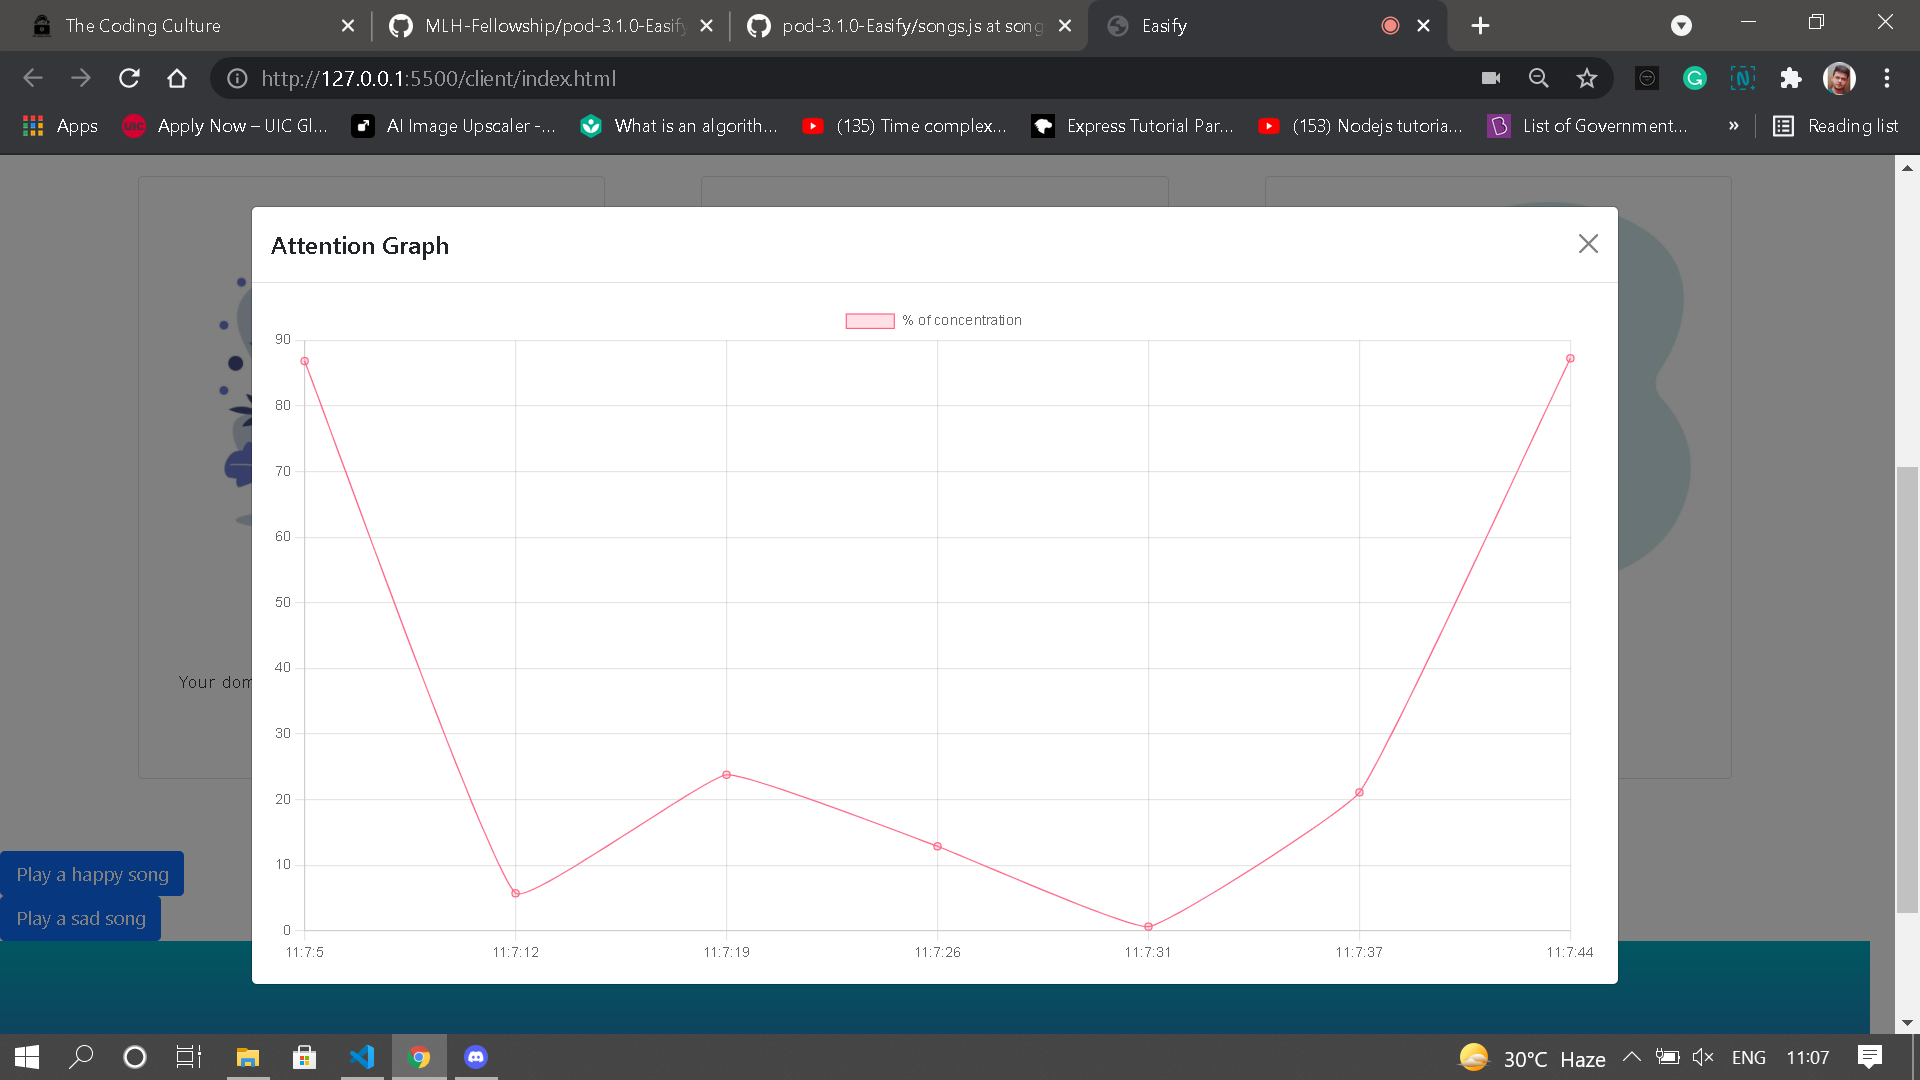 The Coding Culture
MLH-Fellowship/pod-3.1.0-Easify
pod-3.1.0-Easify/songs.js at song
Easify
http://127.0.0.1:5500/client/index.html
Apps
UIC
Apply Now – UIC Gl...
AI Image Upscaler -...
What is an algorith...
(135) Time complex...
Express Tutorial Par...
(153) Nodejs tutoria...
List of Government...
»
Reading list
Attention Graph
% of concentration
90
80
70
60
50
40
30
20
10
0
11:7:5
11:7:12
11:7:19
11:7:26
11:7:31
11:7:37
11:7:44
Your dom
Play a happy song
Play a sad song
30°C Haze
ENG
11:07